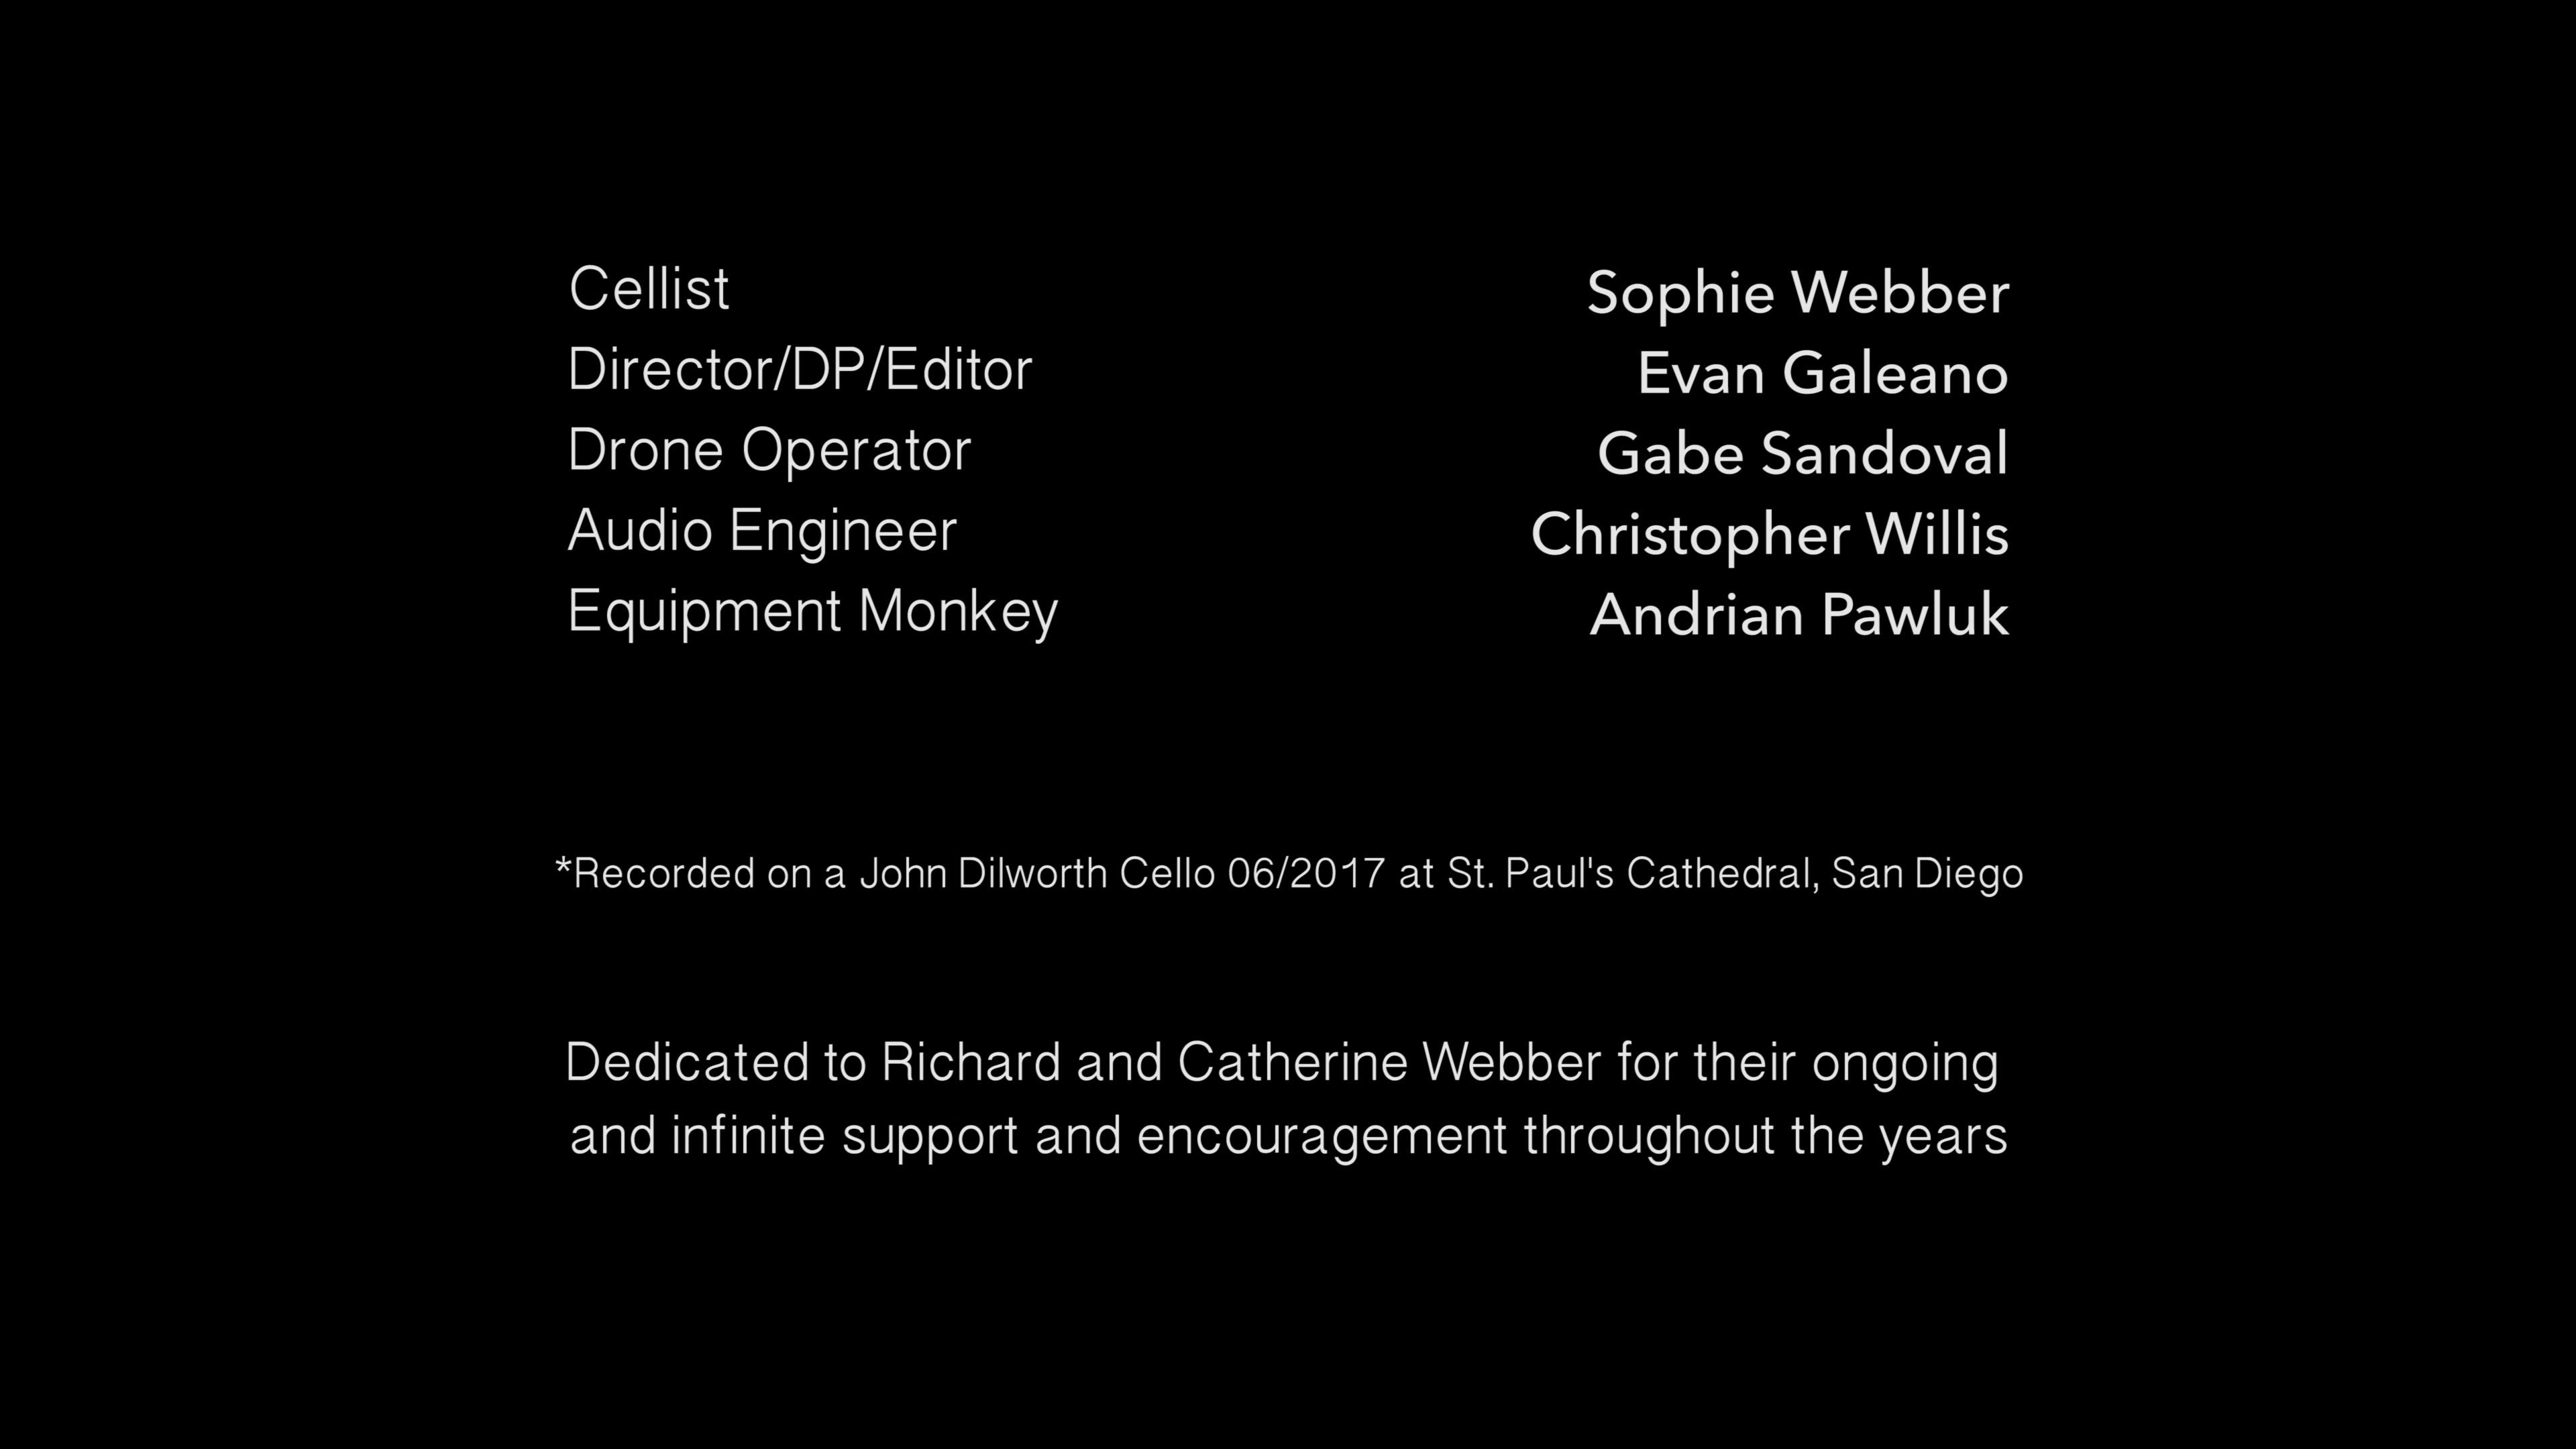 Cellist Sophie Webber
Director/DP/Editor Evan Galeano
Drone Operator Gabe Sandoval
Audio Engineer Christopher Willis
Equipment Monkey Andrian Pawluk
*Recorded on a John Dilworth Cello 06/2017 at St. Paul's Cathedral, San Diego
Dedicated to Richard and Catherine Webber for their ongoing
and infinite support and encouragement throughout the years